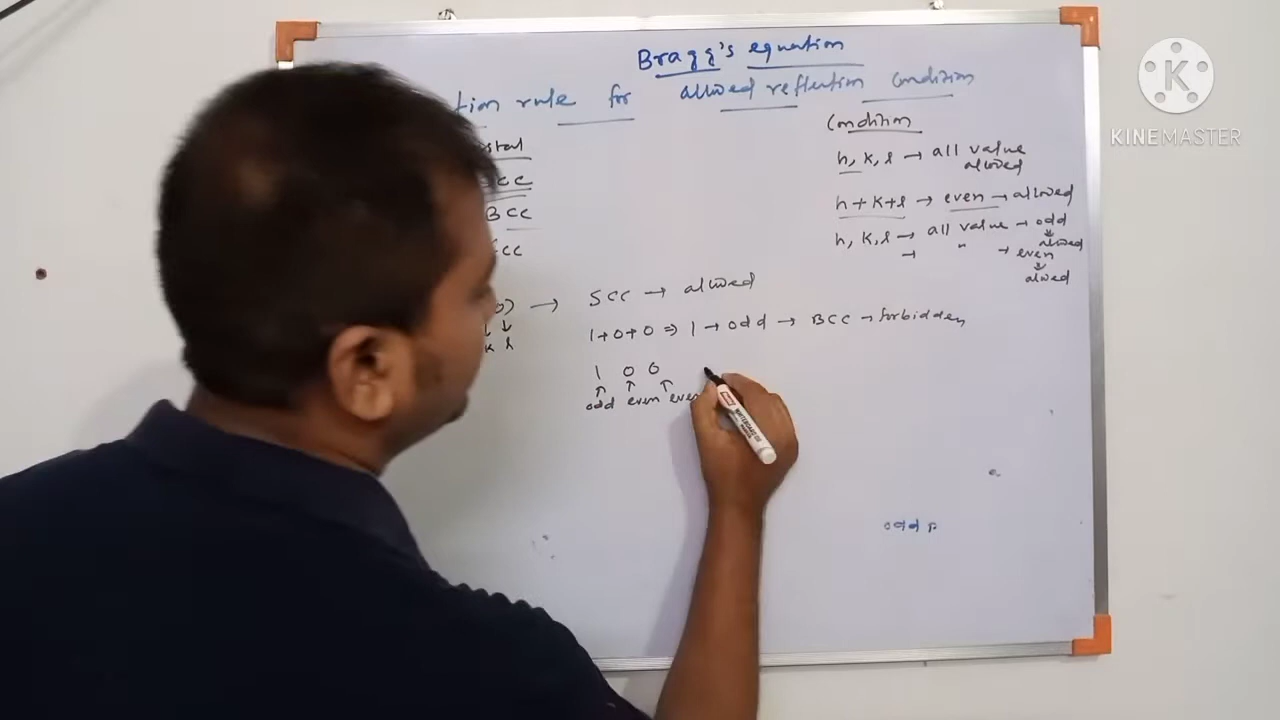 Bragg's equation
tion rule for allowed reflection condition
Condition
stal
h, k, l → all value
allowed
CC
h + k + l → even → allowed
BCC
h, k, l → all value → odd
allowed
→ " → even
CC
allowed
0) → SCC → allowed
k l
1+0+0 ⇒ 1 → odd → BCC → forbidden
1 0 0
odd even even
odd
K
KINEMASTER